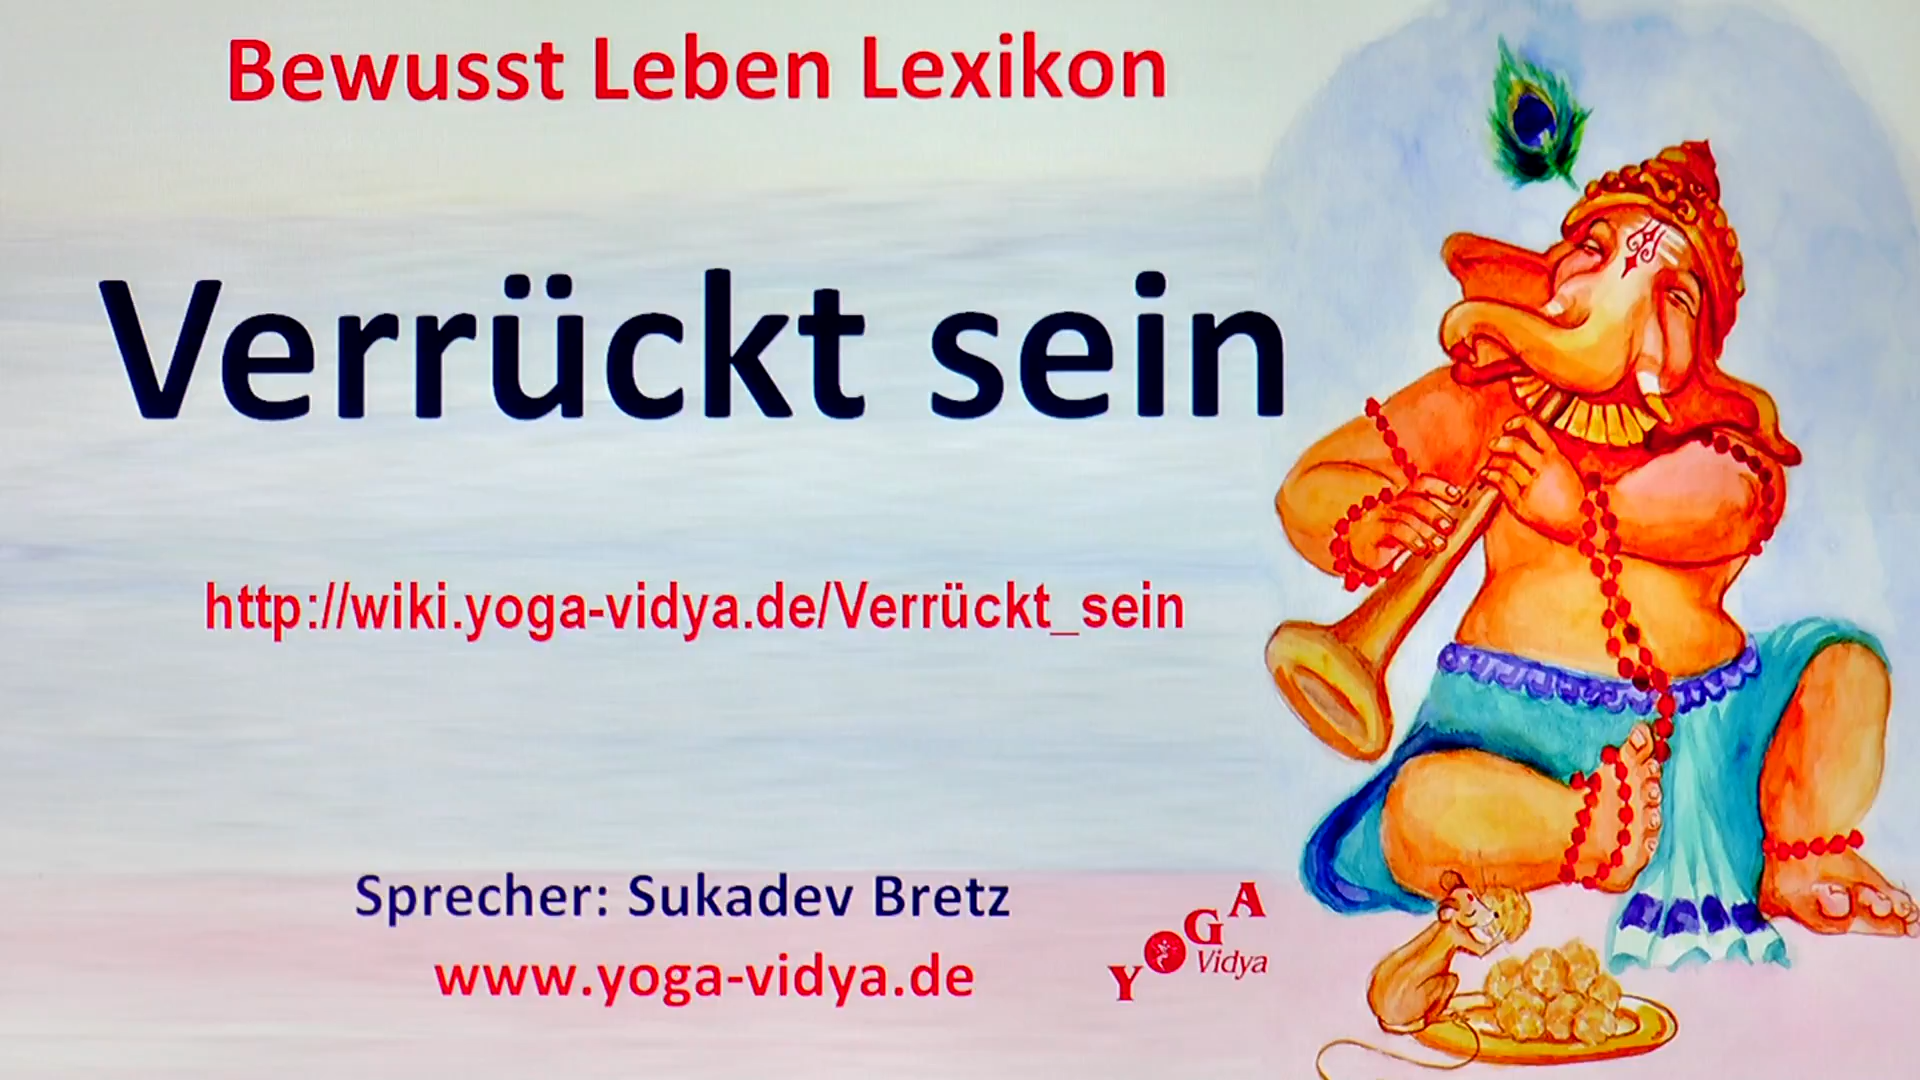 Bewusst Leben Lexikon
Verrückt sein
http://wiki.yoga-vidya.de/Verrückt_sein
Sprecher: Sukadev Bretz
www.yoga-vidya.de
YOGA
Vidya